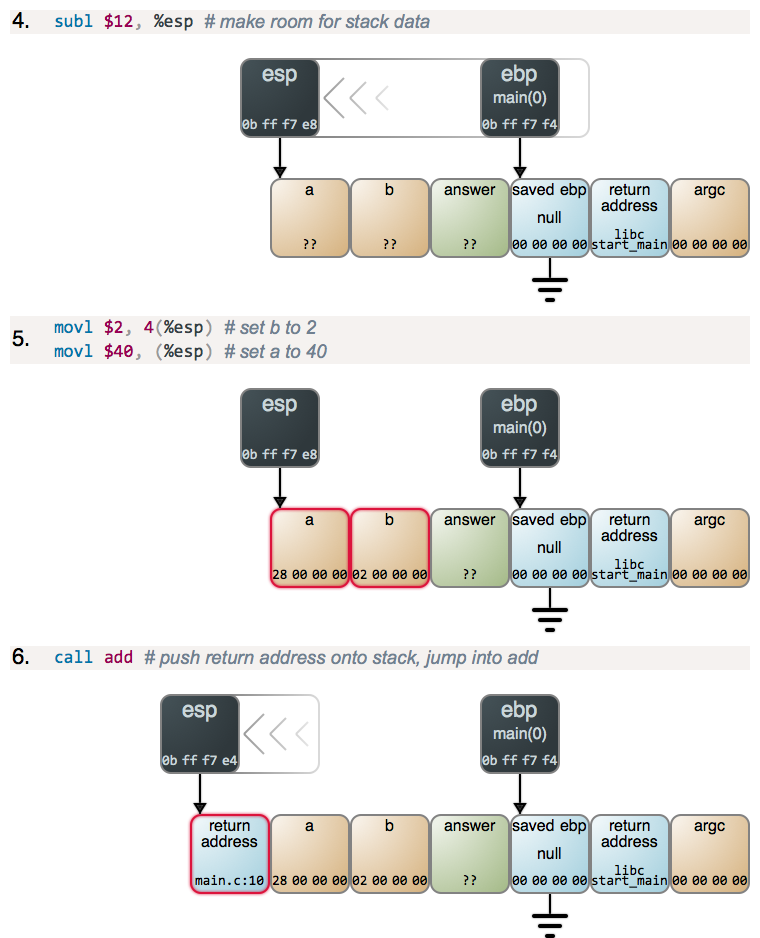 4. subl $12, %esp # make room for stack data
esp
ebp
main(0)
0b ff f7 e8
0b ff f7 f4
a
b
answer
saved ebp
return
address
argc
null
libc
??
??
??
00 00 00 00
start_main
00 00 00 00
5.
movl $2, 4(%esp) # set b to 2
movl $40, (%esp) # set a to 40
esp
ebp
main(0)
0b ff f7 e8
0b ff f7 f4
a
b
answer
saved ebp
return
address
argc
null
libc
28 00 00 00
02 00 00 00
??
00 00 00 00
start_main
00 00 00 00
6. call add # push return address onto stack, jump into add
esp
ebp
main(0)
0b ff f7 e4
0b ff f7 f4
return
address
a
b
answer
saved ebp
return
address
argc
null
libc
main.c:10
28 00 00 00
02 00 00 00
??
00 00 00 00
start_main
00 00 00 00